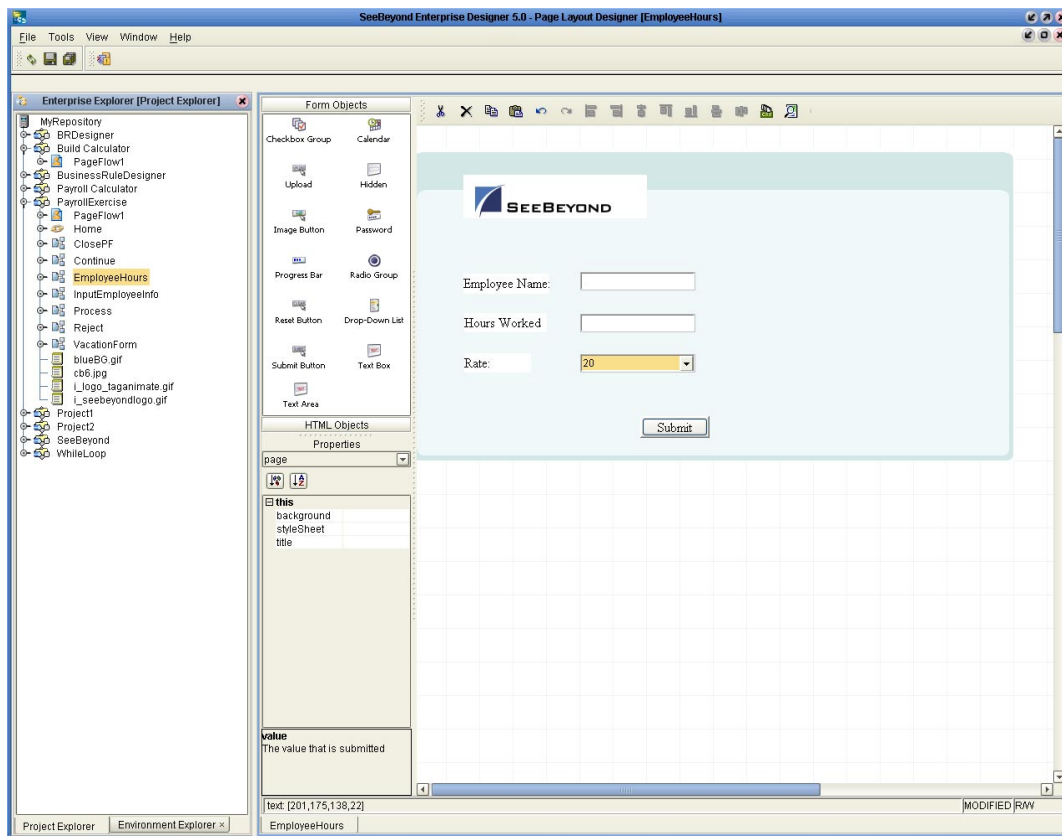 SeeBeyond Enterprise Designer 5.0 - Page Layout Designer [EmployeeHours]
File Tools View Window Help
Enterprise Explorer [Project Explorer]
MyRepository
BRDesigner
Build Calculator
PageFlow1
BusinessRuleDesigner
Payroll Calculator
PayrollExercise
PageFlow1
Home
ClosePF
Continue
EmployeeHours
InputEmployeeInfo
Process
Reject
VacationForm
blueBG.gif
cb6.jpg
i_logo_taganimate.gif
i_seebeyondlogo.gif
Project1
Project2
SeeBeyond
WhileLoop
Project Explorer
Environment Explorer ×
Form Objects
Checkbox Group Calendar
Upload Hidden
Image Button Password
Progress Bar Radio Group
Reset Button Drop-Down List
Submit Button Text Box
Text Area
HTML Objects
Properties
page
this
background
styleSheet
title
value
The value that is submitted
SEEBEYOND
Employee Name:
Hours Worked
Rate: 20
Submit
text: [201,175,138,22]
MODIFIED R/W
EmployeeHours